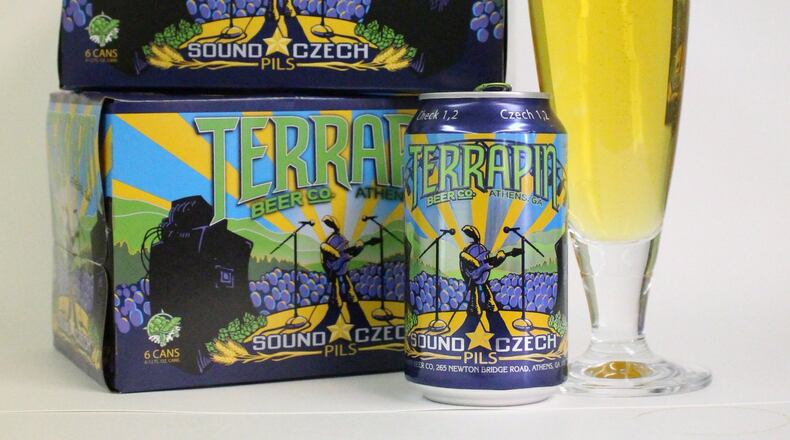 6 CANS
SOUND CZECH
PILS
TERRAPIN
BEER CO. ATHENS
6 CANS
SOUND CZECH
PILS
Check 1,2 Czech 1,2
TERRAPIN
BEER CO. ATHENS, GA
SOUND CZECH
PILS
BEER CO, 265 NEWTON BRIDGE ROAD, ATHENS, GA